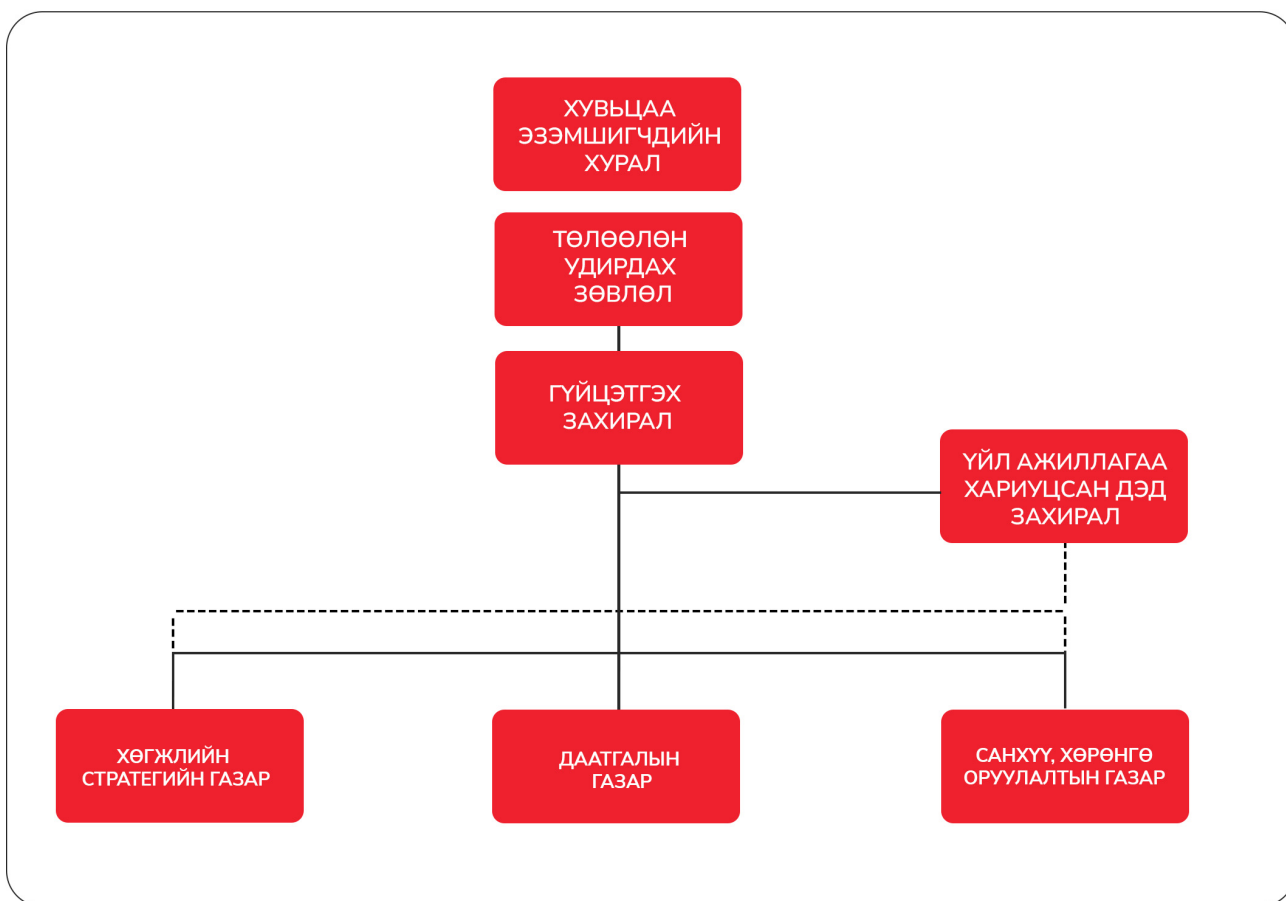 ХУВЬЦАА
ЭЗЭМШИГЧДИЙН
ХУРАЛ
ТӨЛӨӨЛӨН
УДИРДАХ
ЗӨВЛӨЛ
ГҮЙЦЭТГЭХ
ЗАХИРАЛ
ҮЙЛ АЖИЛЛАГАА
ХАРИУЦСАН ДЭД
ЗАХИРАЛ
ХӨГЖЛИЙН
СТРАТЕГИЙН ГАЗАР
ДААТГАЛЫН
ГАЗАР
САНХҮҮ, ХӨРӨНГӨ
ОРУУЛАЛТЫН ГАЗАР